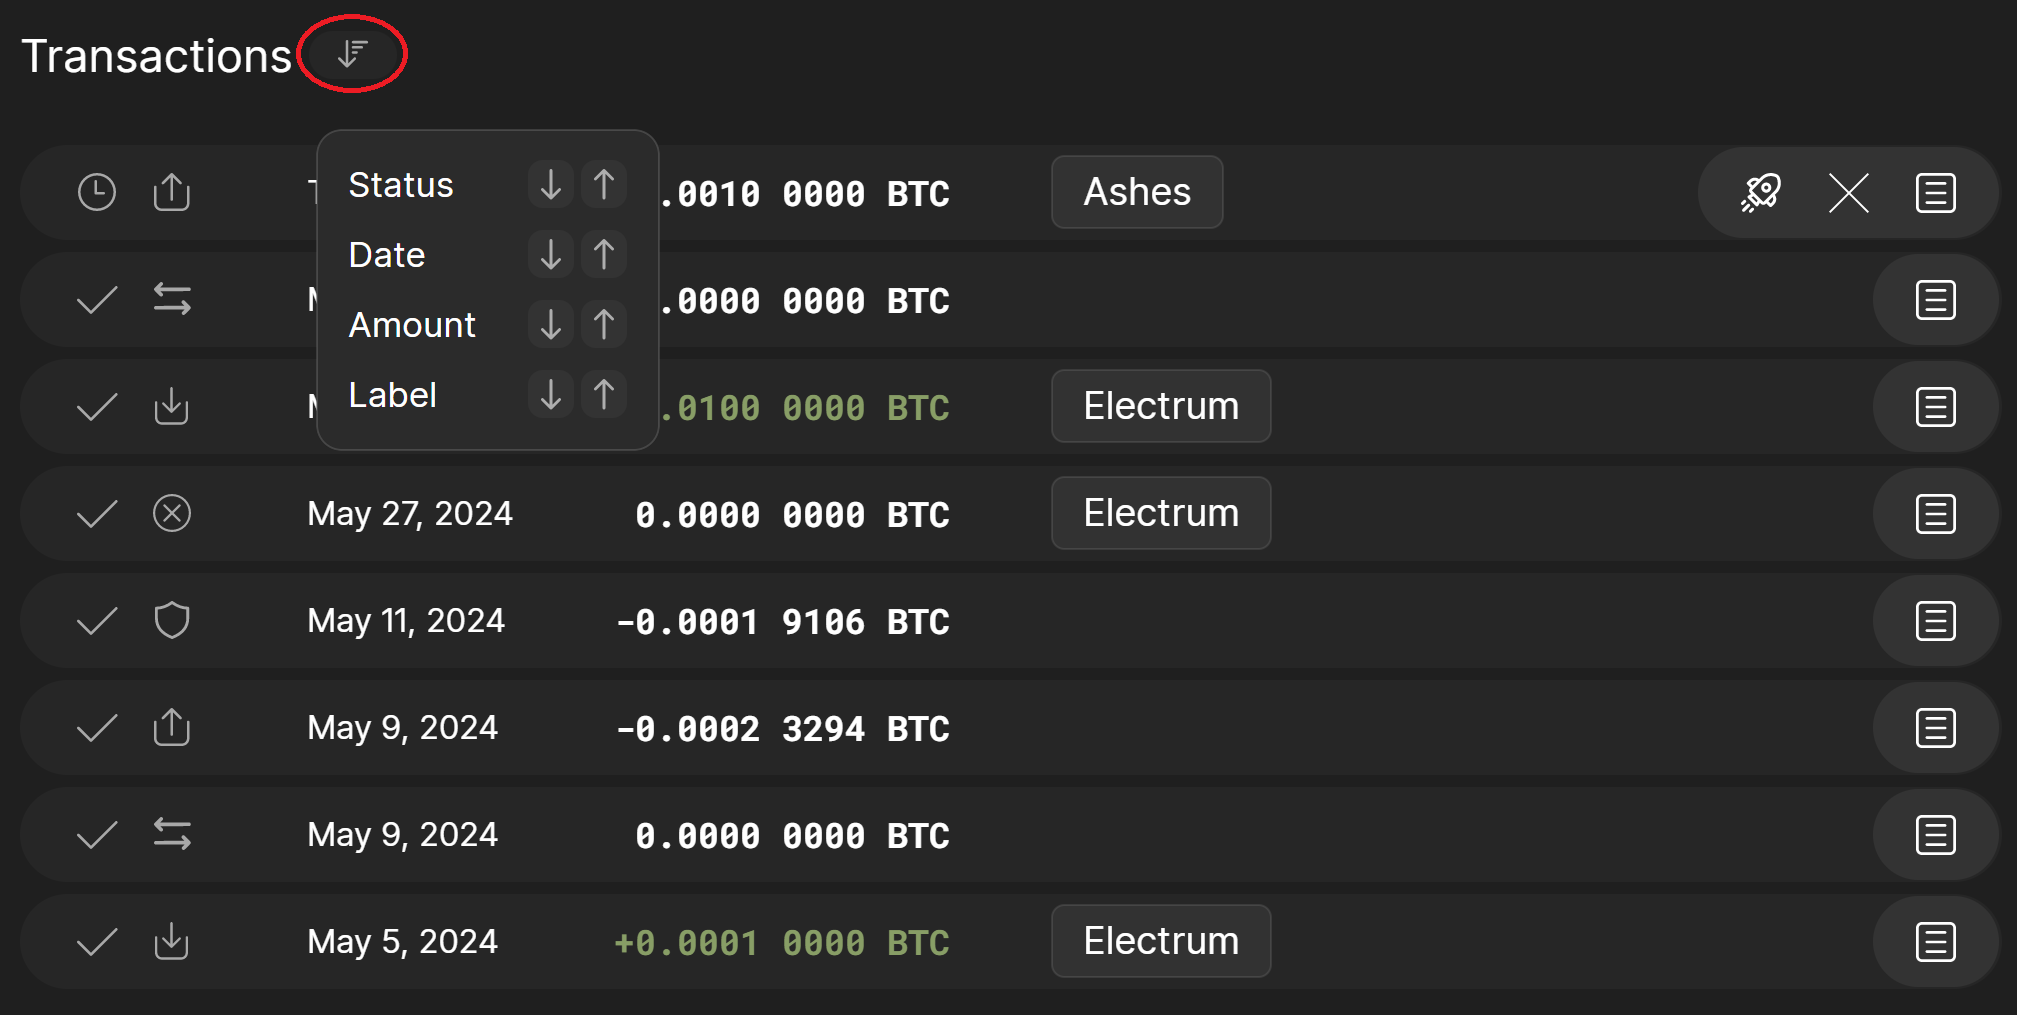 Transactions
Status
Date
Amount
Label
.0010 0000 BTC Ashes
.0000 0000 BTC
.0100 0000 BTC Electrum
May 27, 2024 0.0000 0000 BTC Electrum
May 11, 2024 -0.0001 9106 BTC
May 9, 2024 -0.0002 3294 BTC
May 9, 2024 0.0000 0000 BTC
May 5, 2024 +0.0001 0000 BTC Electrum